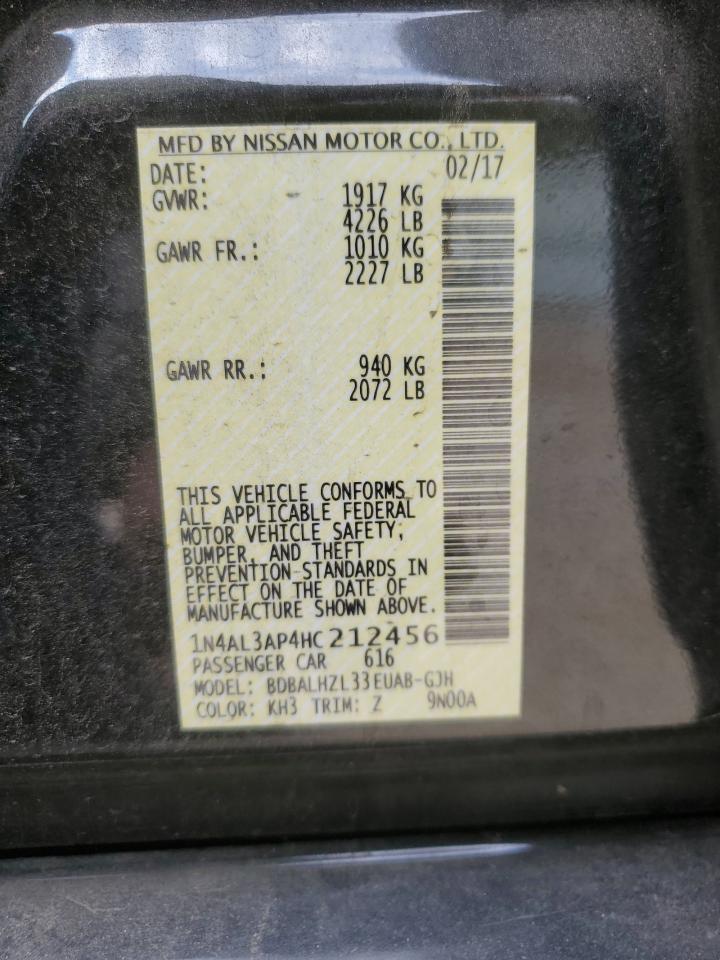 MFD BY NISSAN MOTOR CO., LTD.
DATE: 02/17
GVWR: 1917 KG
4226 LB
GAWR FR.: 1010 KG
2227 LB
GAWR RR.: 940 KG
2072 LB
THIS VEHICLE CONFORMS TO
ALL APPLICABLE FEDERAL
MOTOR VEHICLE SAFETY,
BUMPER, AND THEFT
PREVENTION STANDARDS IN
EFFECT ON THE DATE OF
MANUFACTURE SHOWN ABOVE.
1N4AL3AP4HC212456
PASSENGER CAR 616
MODEL: BDBALHZL33EUAB-GJH
COLOR: KH3 TRIM: Z 9N00A